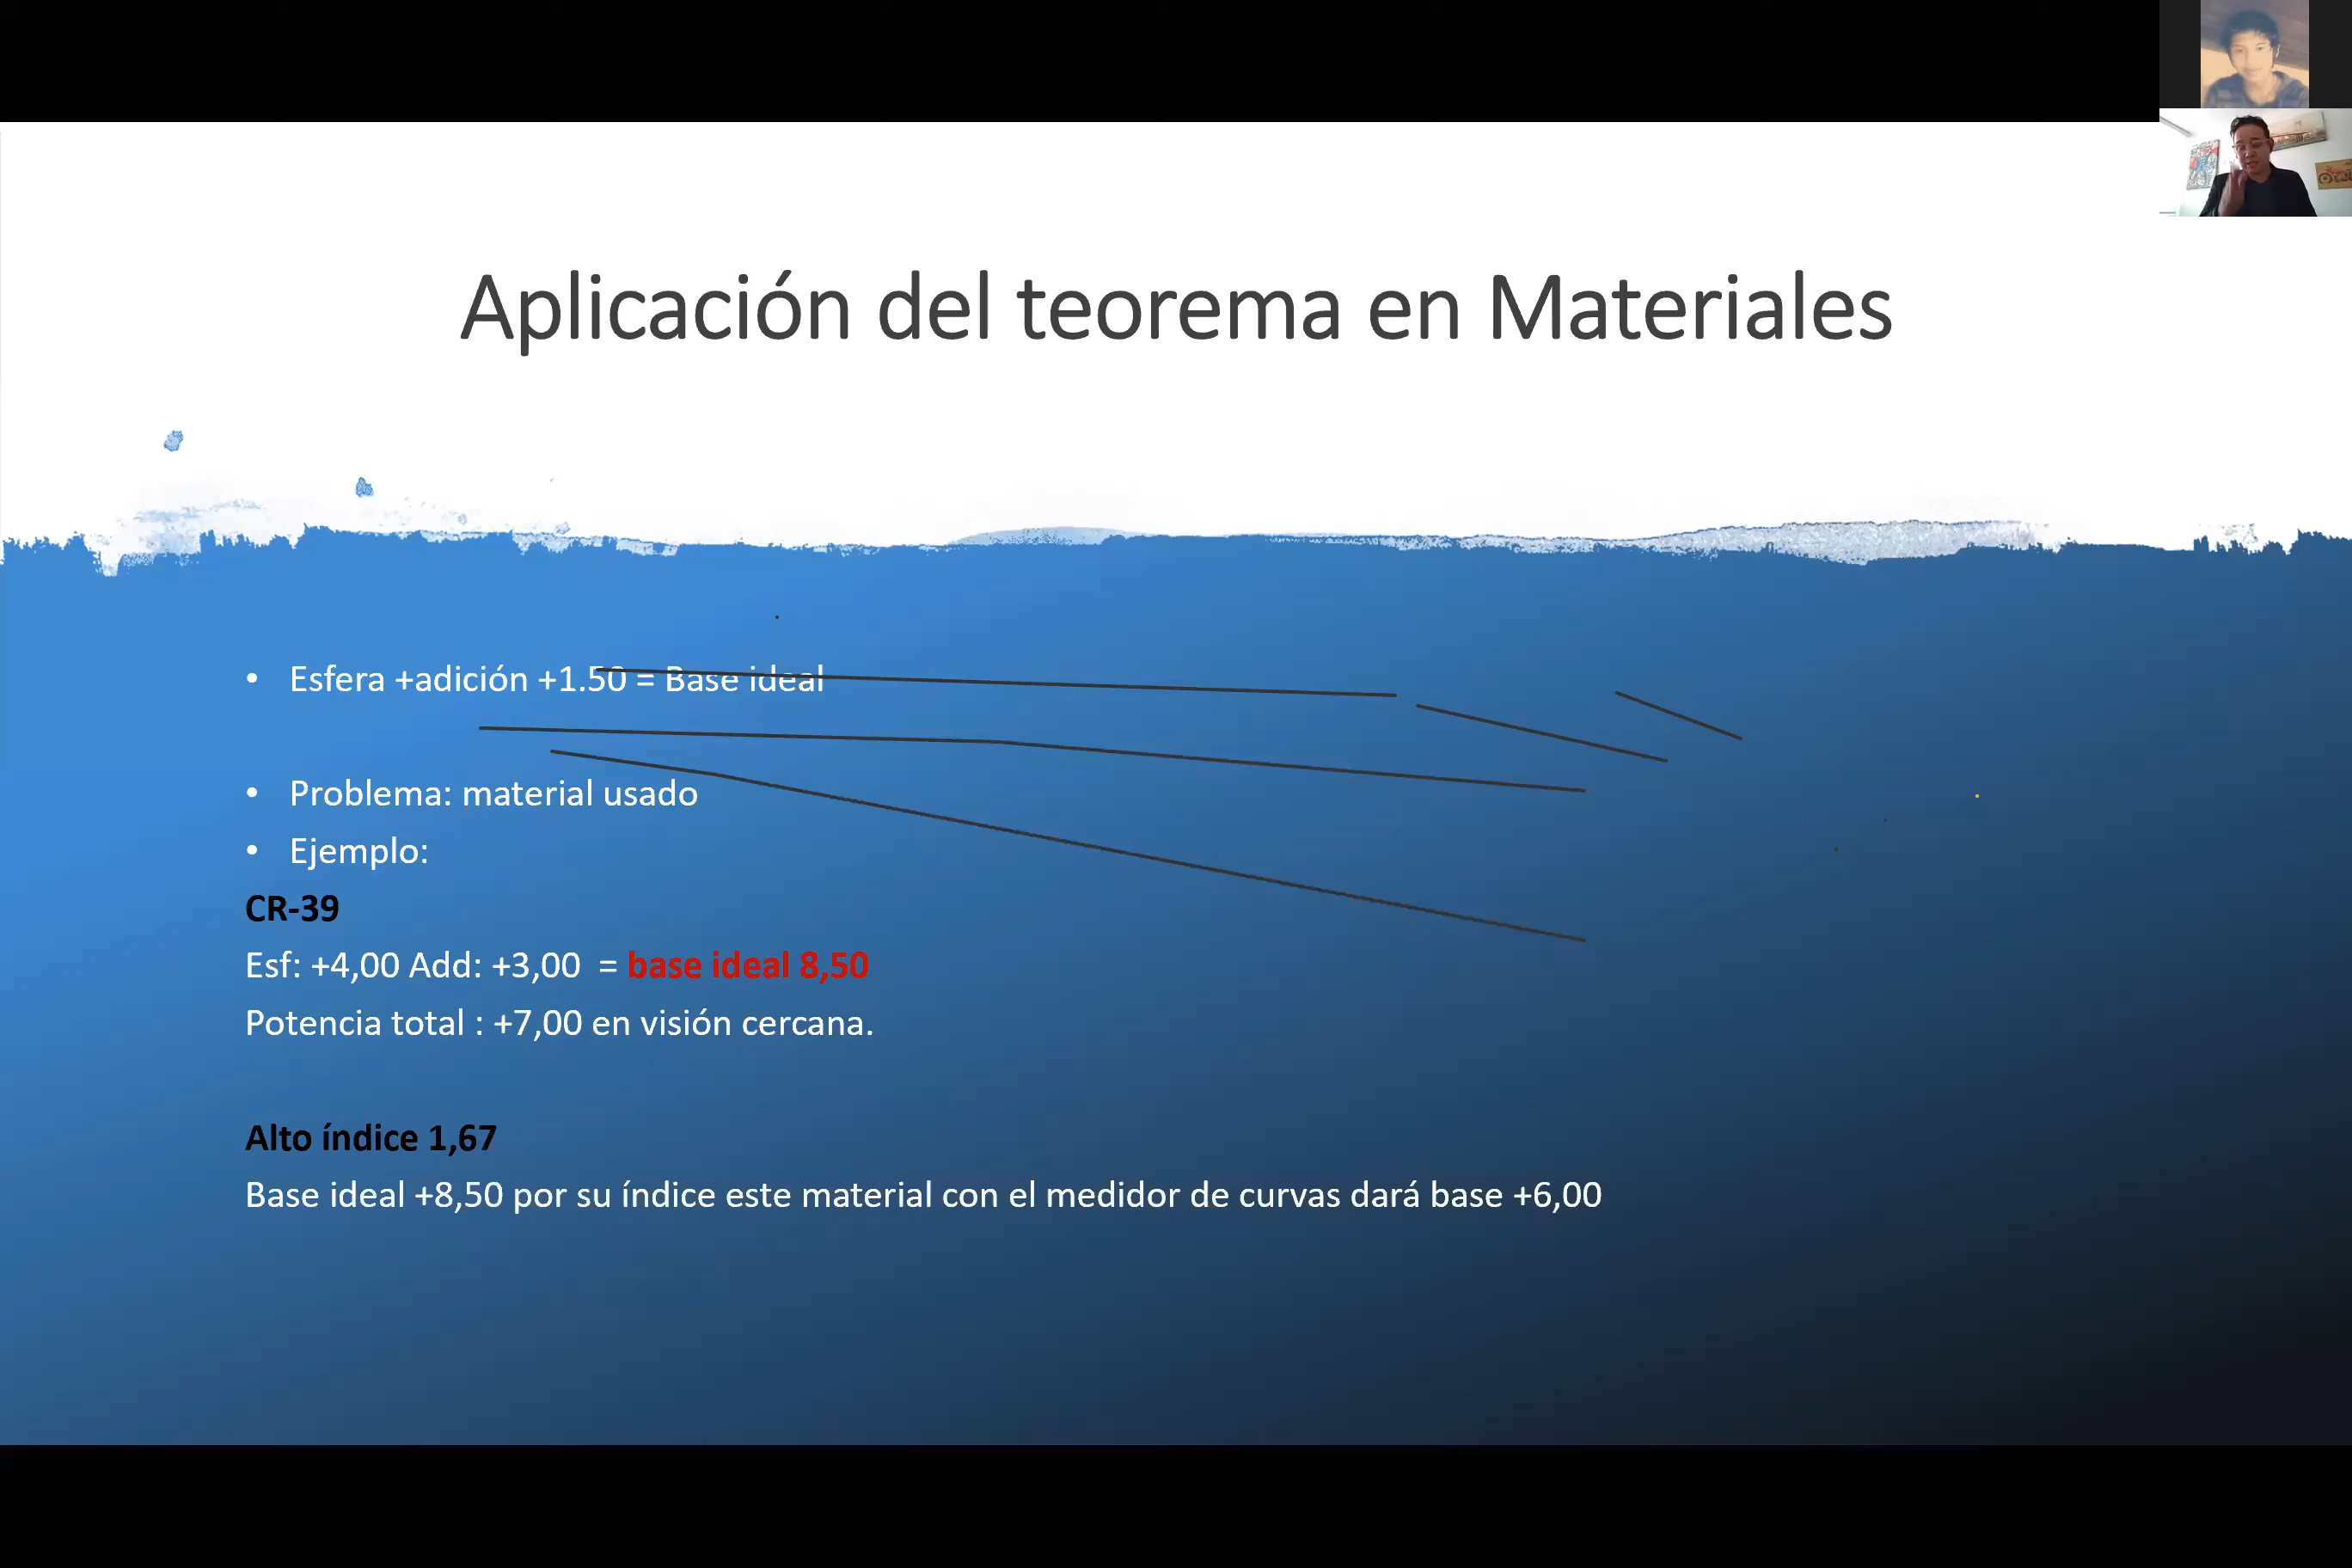 Aplicación del teorema en Materiales
• Esfera +adición +1.50 = Base ideal
• Problema: material usado
• Ejemplo:
CR-39
Esf: +4,00 Add: +3,00 = base ideal 8,50
Potencia total : +7,00 en visión cercana.
Alto índice 1,67
Base ideal +8,50 por su índice este material con el medidor de curvas dará base +6,00